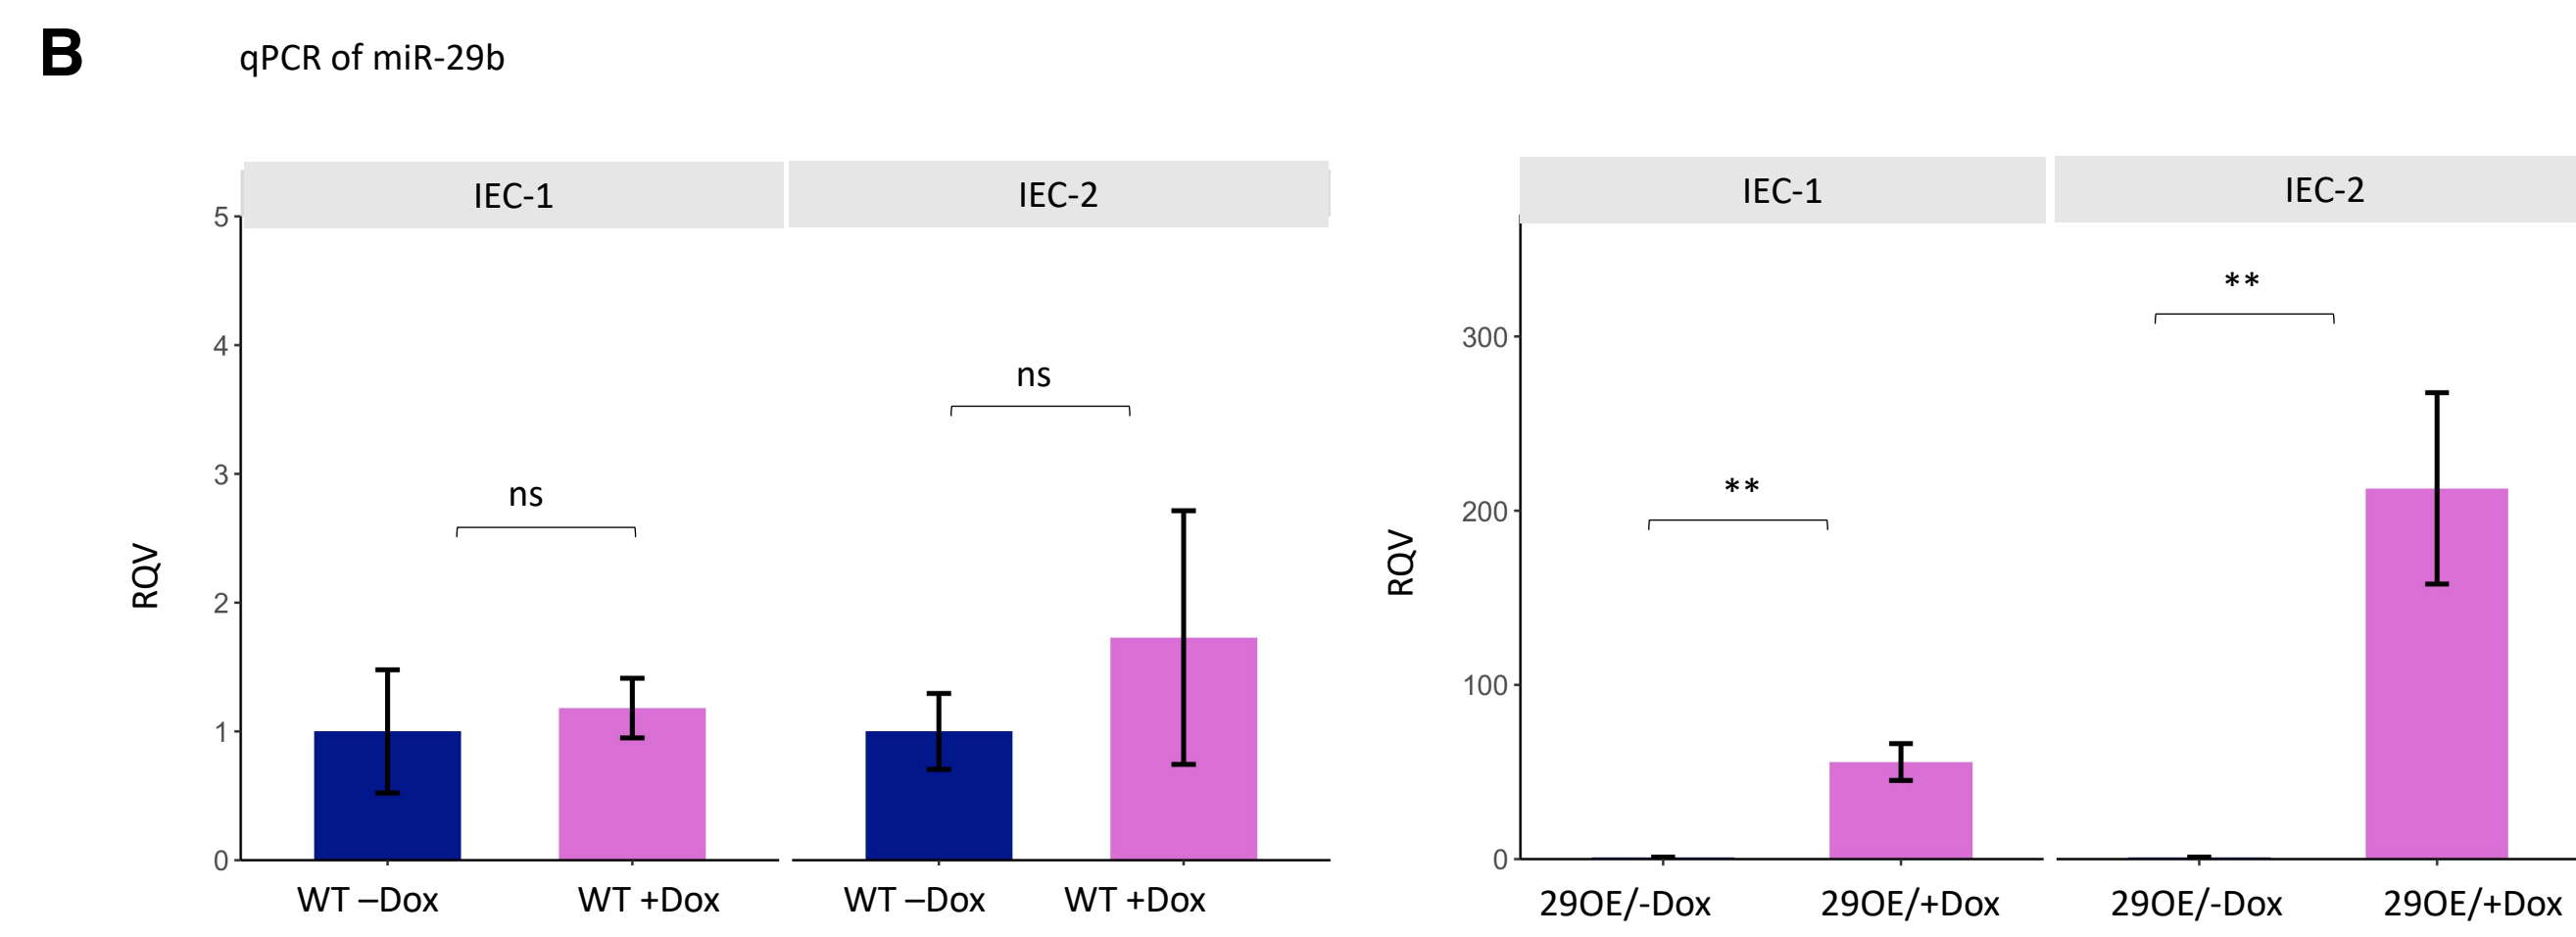 B
qPCR of miR-29b
IEC-1
IEC-2
5
4
3
2
1
0
RQV
ns
ns
WT –Dox
WT +Dox
WT –Dox
WT +Dox
IEC-1
IEC-2
300
200
100
0
RQV
**
**
29OE/-Dox
29OE/+Dox
29OE/-Dox
29OE/+Dox